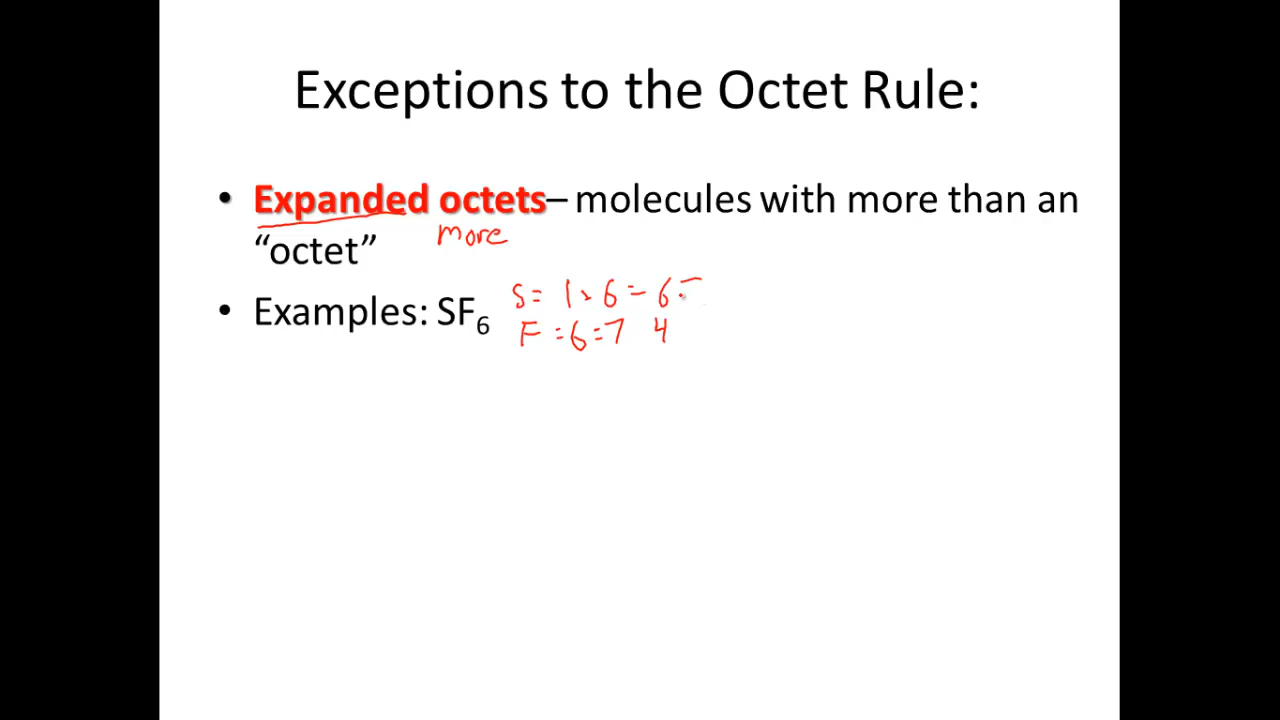 Exceptions to the Octet Rule:
• Expanded octets– molecules with more than an
“octet” more
• Examples: SF₆
S = 1 × 6 = 6
F = 6 = 7 4